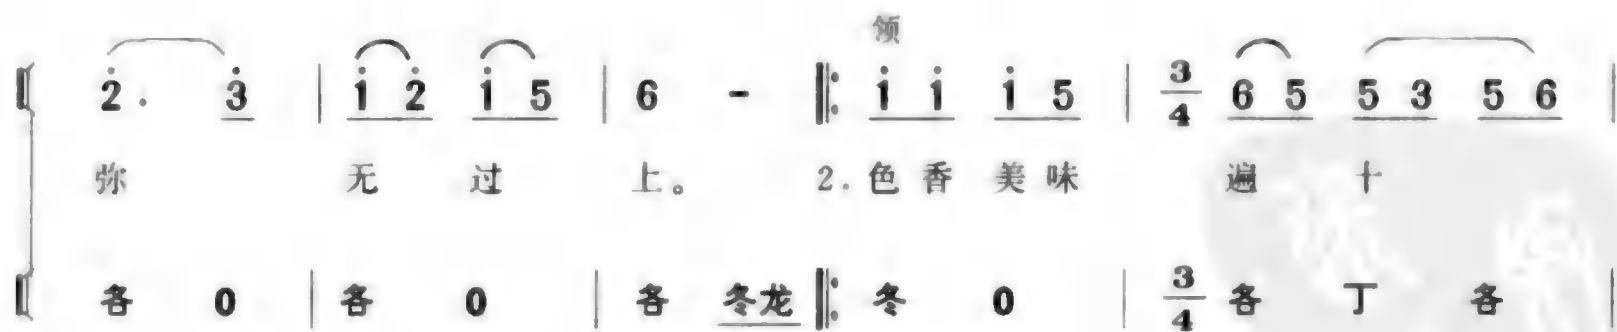 领
2̇. 3̇ | 1̇ 2̇ 1̇ 5 | 6 - ‖: 1̇ 1̇ 1̇ 5 | 3/4 6 5 5 3 5 6 |
弥 无 过 上。 2.色 香 美 味 遍 十
各 0 | 各 0 | 各 冬龙 ‖: 冬 0 | 3/4 各 丁 各 |